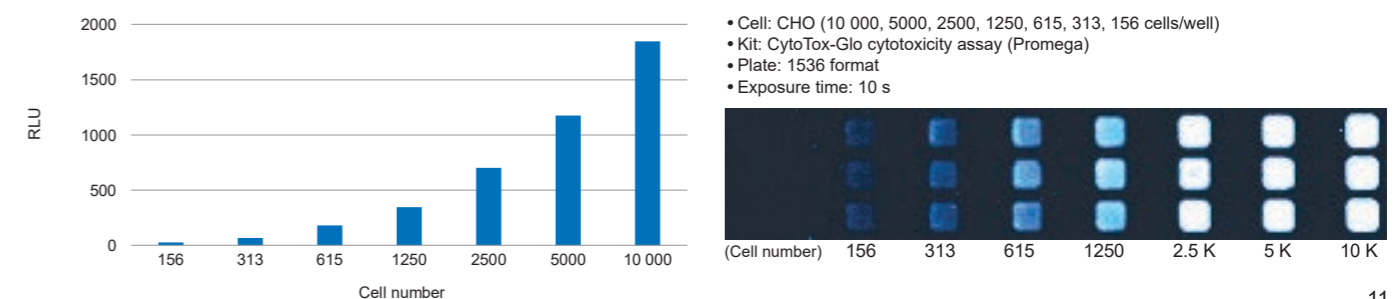 2000
1500
1000
500
0
RLU
156 313 615 1250 2500 5000 10 000
Cell number
• Cell: CHO (10 000, 5000, 2500, 1250, 615, 313, 156 cells/well)
• Kit: CytoTox-Glo cytotoxicity assay (Promega)
• Plate: 1536 format
• Exposure time: 10 s
(Cell number) 156 313 615 1250 2.5 K 5 K 10 K
11